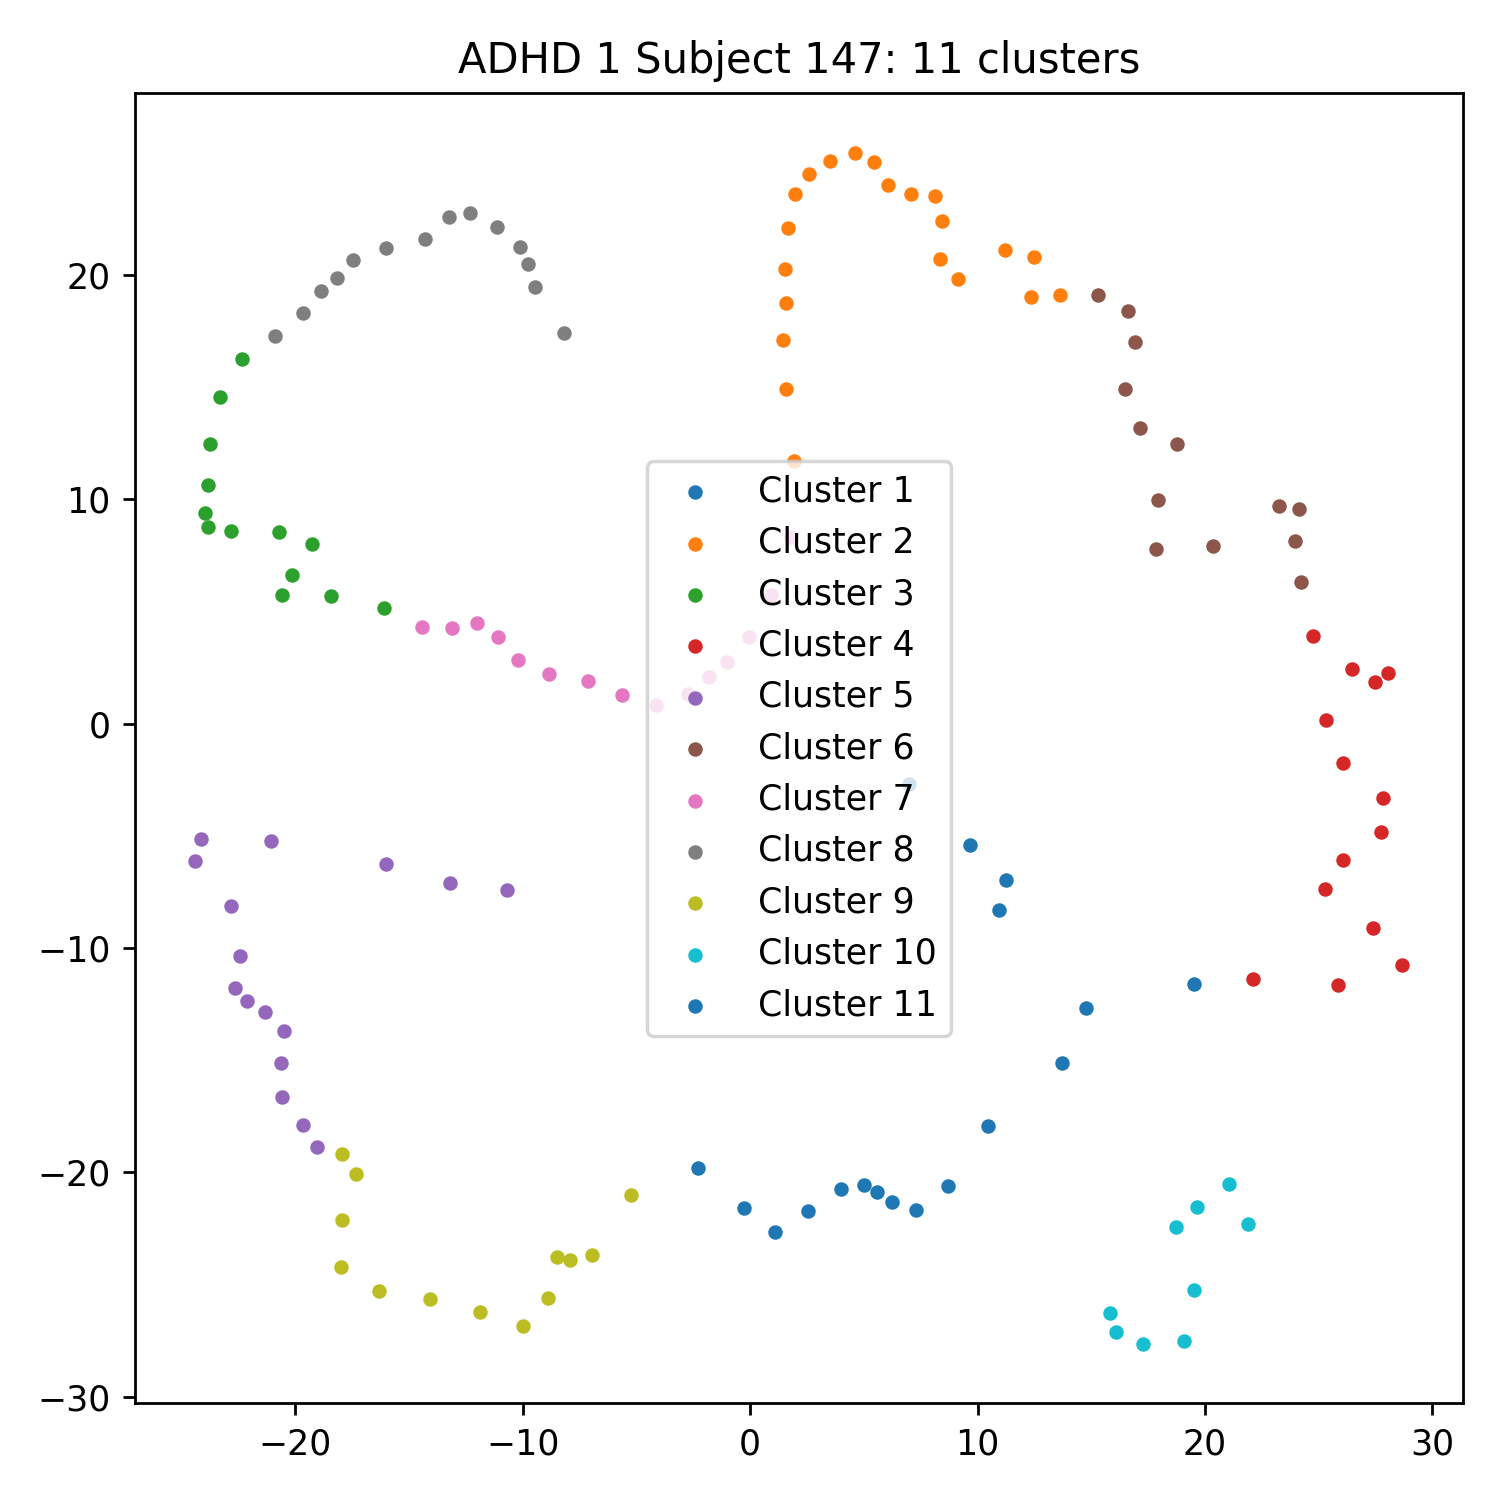 ADHD 1 Subject 147: 11 clusters
20
10
0
−10
−20
−30
Cluster 1
Cluster 2
Cluster 3
Cluster 4
Cluster 5
Cluster 6
Cluster 7
Cluster 8
Cluster 9
Cluster 10
Cluster 11
−20 −10 0 10 20 30